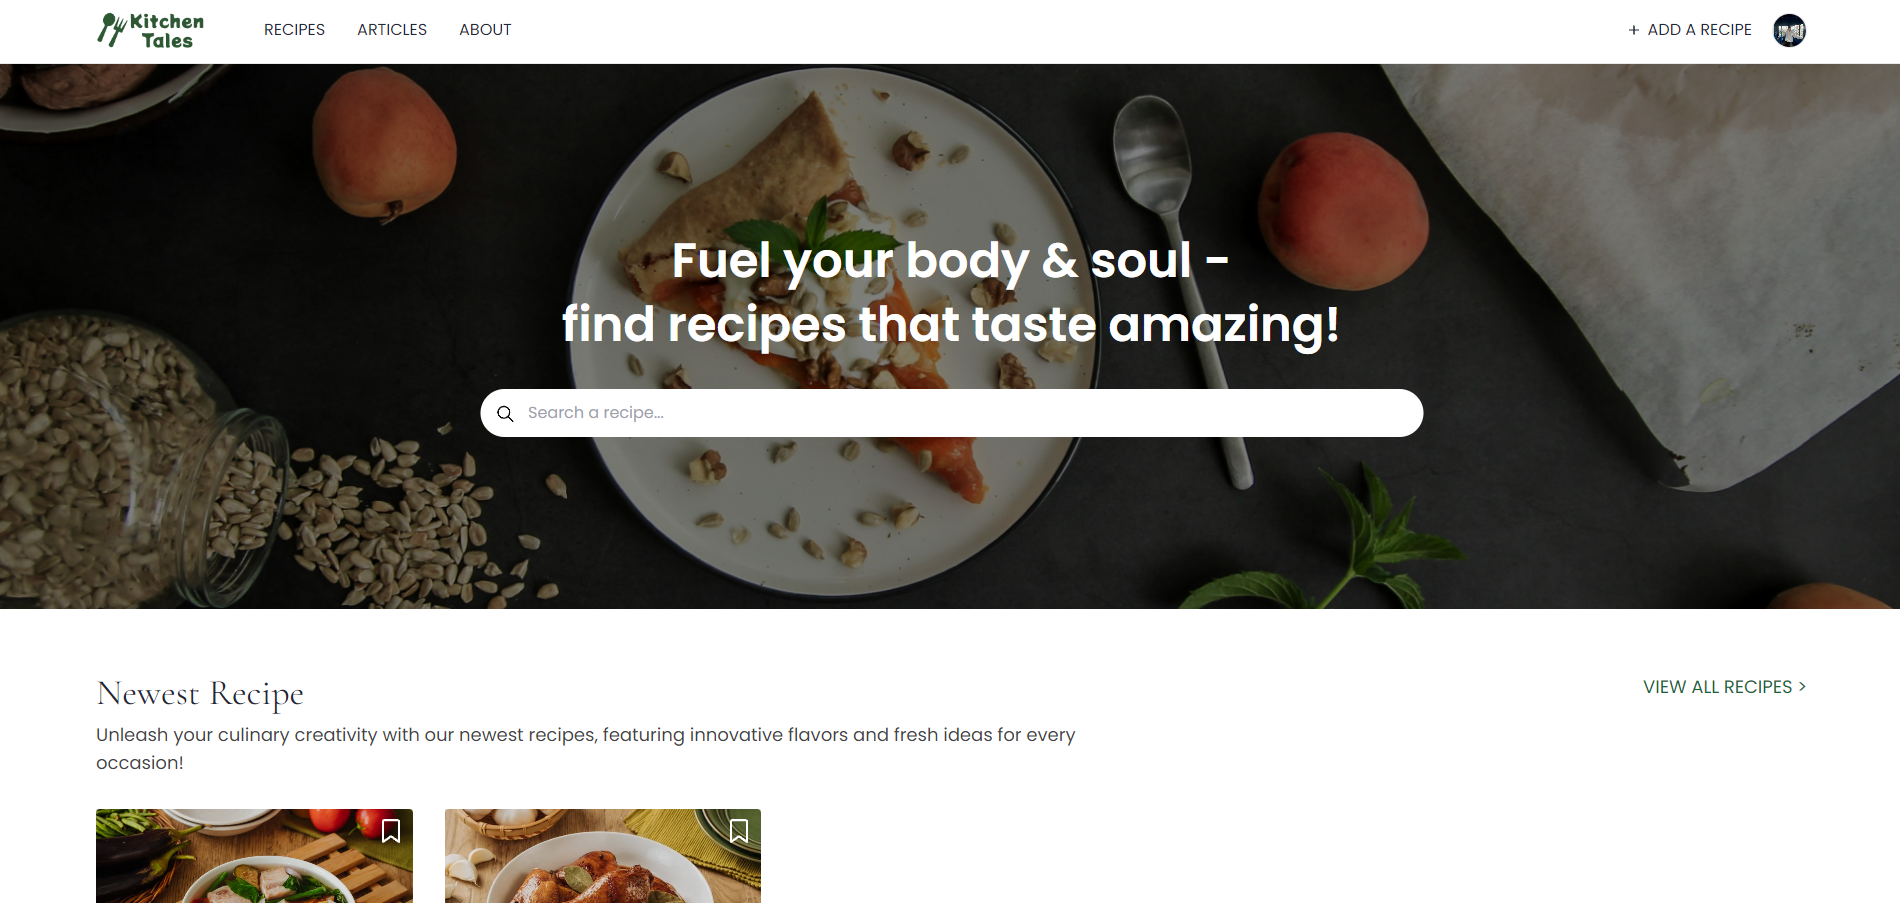 Kitchen
Tales
RECIPES
ARTICLES
ABOUT
+ ADD A RECIPE
Fuel your body & soul -
find recipes that taste amazing!
Search a recipe...
Newest Recipe
VIEW ALL RECIPES >
Unleash your culinary creativity with our newest recipes, featuring innovative flavors and fresh ideas for every
occasion!